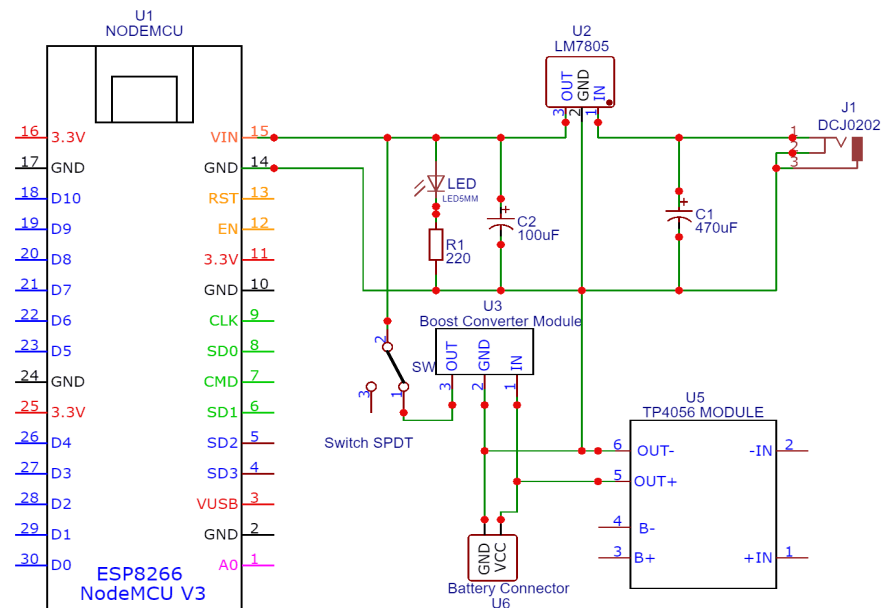 U1
NODEMCU
16 3.3V VIN 15
17 GND GND 14
18 D10 RST 13
19 D9 EN 12
20 D8 3.3V 11
21 D7 GND 10
22 D6 CLK 9
23 D5 SD0 8
24 GND CMD 7
25 3.3V SD1 6
26 D4 SD2 5
27 D3 SD3 4
28 D2 VUSB 3
29 D1 GND 2
30 D0 A0 1
ESP8266
NodeMCU V3
U2
LM7805
OUT GND IN
3 2 1
J1
DCJ0202
1
2
3
LED
LED5MM
R1
220
+
C2
100uF
+
C1
470uF
U3
Boost Converter Module
OUT GND IN
3 2 1
SW
2
3 1
Switch SPDT
U5
TP4056 MODULE
6 OUT- -IN 2
5 OUT+
4 B-
3 B+ +IN 1
GND VCC
Battery Connector
U6